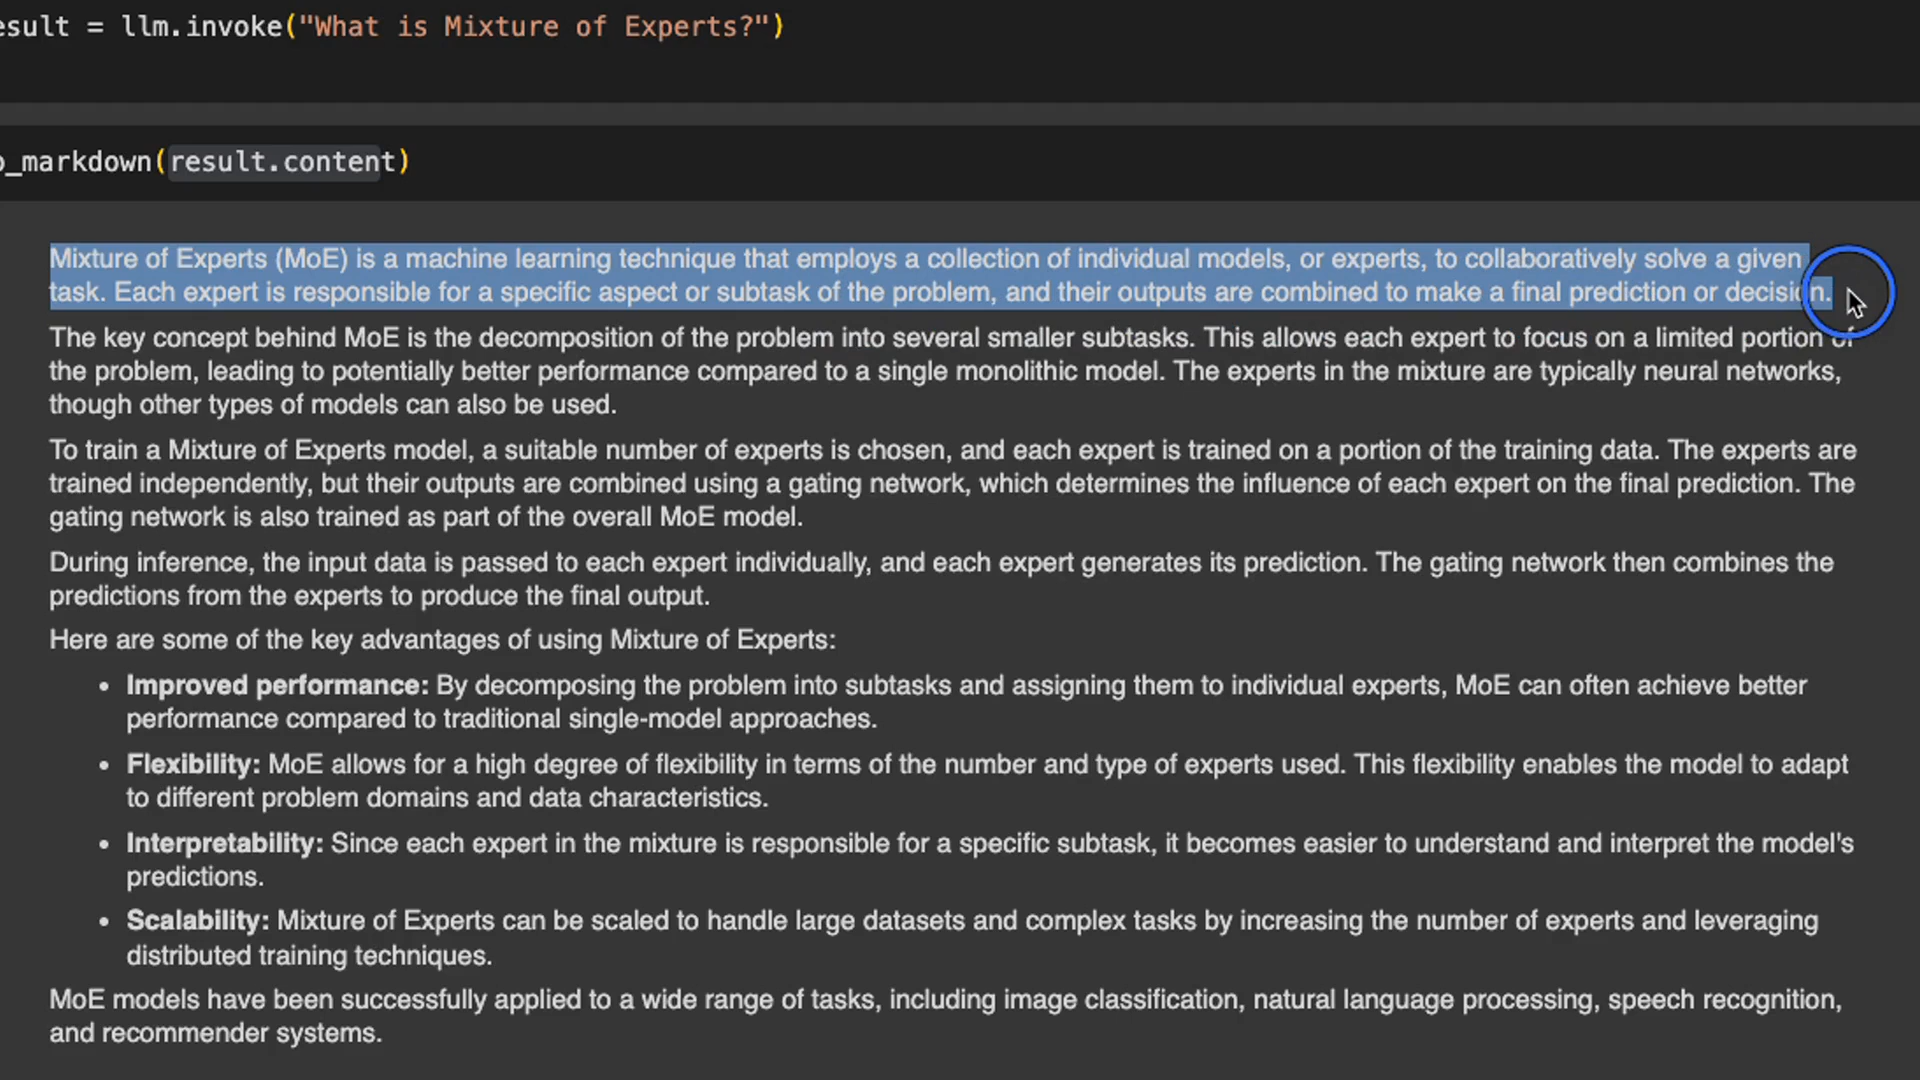 esult = llm.invoke("What is Mixture of Experts?")
o_markdown(result.content)
Mixture of Experts (MoE) is a machine learning technique that employs a collection of individual models, or experts, to collaboratively solve a given
task. Each expert is responsible for a specific aspect or subtask of the problem, and their outputs are combined to make a final prediction or decision.
The key concept behind MoE is the decomposition of the problem into several smaller subtasks. This allows each expert to focus on a limited portion of
the problem, leading to potentially better performance compared to a single monolithic model. The experts in the mixture are typically neural networks,
though other types of models can also be used.
To train a Mixture of Experts model, a suitable number of experts is chosen, and each expert is trained on a portion of the training data. The experts are
trained independently, but their outputs are combined using a gating network, which determines the influence of each expert on the final prediction. The
gating network is also trained as part of the overall MoE model.
During inference, the input data is passed to each expert individually, and each expert generates its prediction. The gating network then combines the
predictions from the experts to produce the final output.
Here are some of the key advantages of using Mixture of Experts:
• Improved performance: By decomposing the problem into subtasks and assigning them to individual experts, MoE can often achieve better
performance compared to traditional single-model approaches.
• Flexibility: MoE allows for a high degree of flexibility in terms of the number and type of experts used. This flexibility enables the model to adapt
to different problem domains and data characteristics.
• Interpretability: Since each expert in the mixture is responsible for a specific subtask, it becomes easier to understand and interpret the model's
predictions.
• Scalability: Mixture of Experts can be scaled to handle large datasets and complex tasks by increasing the number of experts and leveraging
distributed training techniques.
MoE models have been successfully applied to a wide range of tasks, including image classification, natural language processing, speech recognition,
and recommender systems.